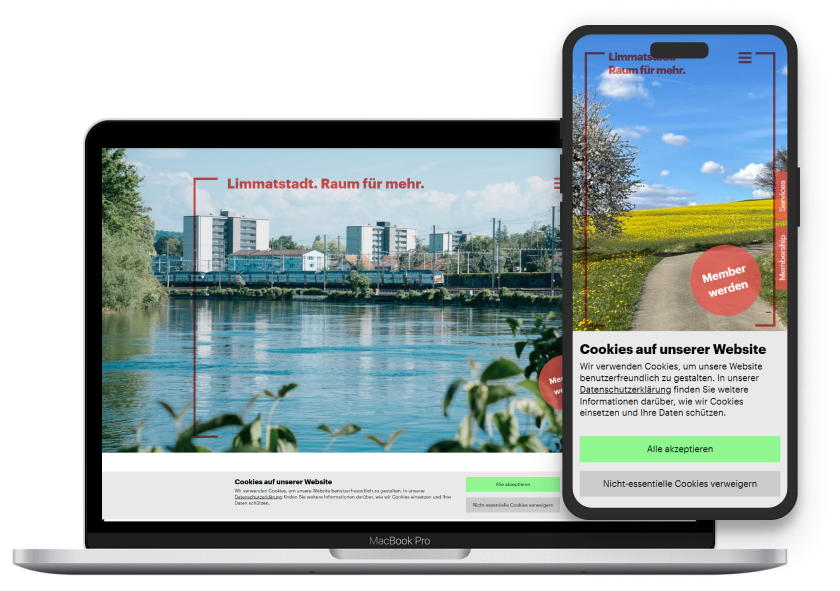 Limmatstadt. Raum für mehr.
Cookies auf unserer Website
Wir verwenden Cookies, um unsere Website benutzerfreundlich zu gestalten. In unserer
Datenschutzerklärung finden Sie weitere Informationen darüber, wie wir Cookies einsetzen und Ihre
Daten schützen.
Alle akzeptieren
Nicht-essentielle Cookies verweigern
MacBook Pro
Raum für mehr.
Services
Membership
Member
werden
Cookies auf unserer Website
Wir verwenden Cookies, um unsere Website
benutzerfreundlich zu gestalten. In unserer
Datenschutzerklärung finden Sie weitere
Informationen darüber, wie wir Cookies
einsetzen und Ihre Daten schützen.
Alle akzeptieren
Nicht-essentielle Cookies verweigern